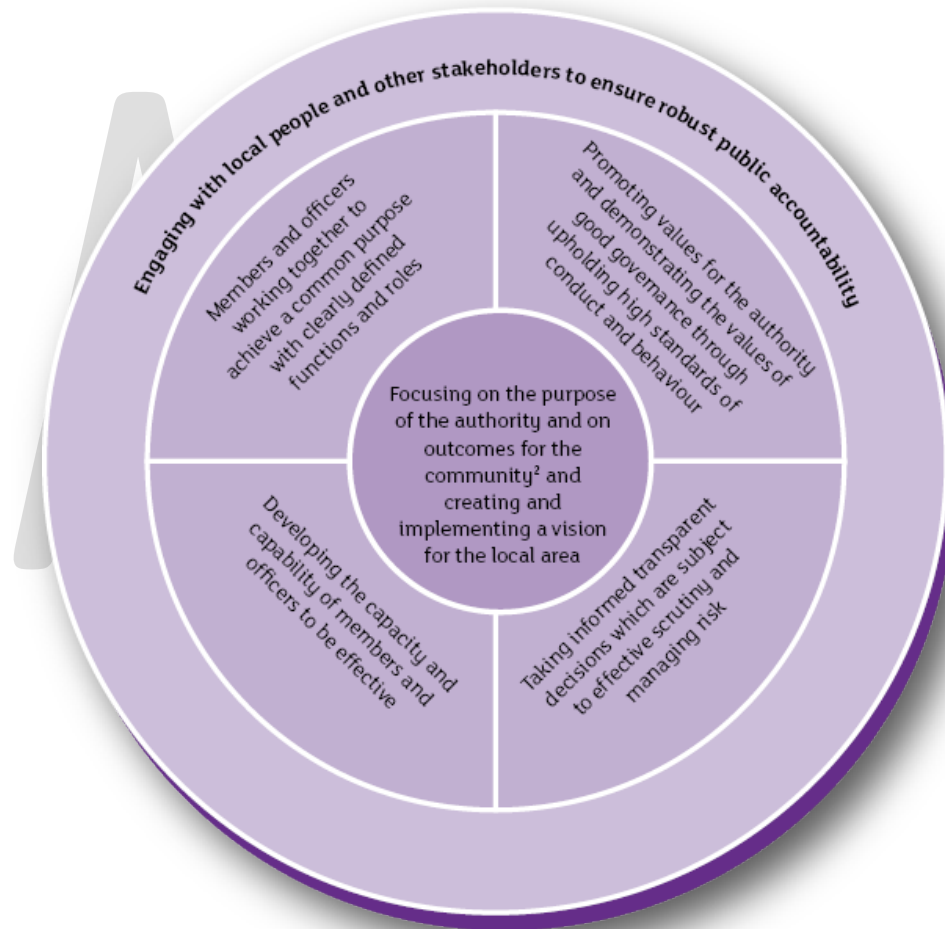 Engaging with local people and other stakeholders to ensure robust public accountability
Members and officers
working together to
achieve a common purpose
with clearly defined
functions and roles
Promoting values for the authority
and demonstrating the values of
good governance through
upholding high standards of
conduct and behaviour
Focusing on the purpose
of the authority and on
outcomes for the
community² and
creating and
implementing a vision
for the local area
Developing the capacity and
capability of members and
officers to be effective
Taking informed transparent
decisions which are subject
to effective scrutiny and
managing risk